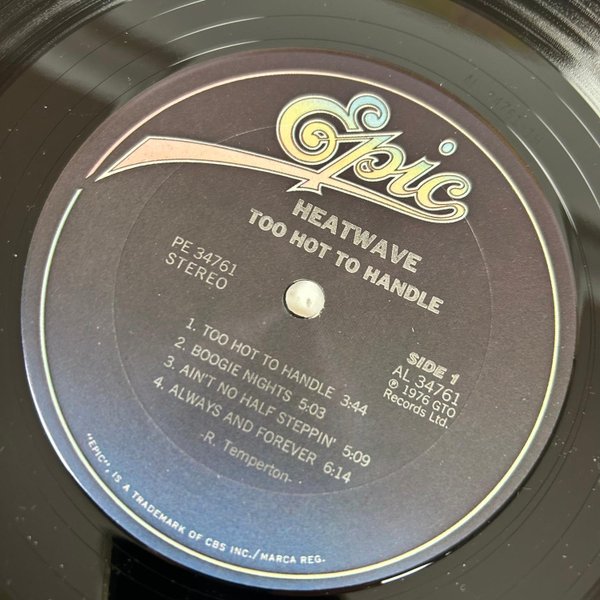 Epic
HEATWAVE
TOO HOT TO HANDLE
PE 34761
STEREO
SIDE 1
AL 34761
℗ 1976 GTO
Records Ltd.
1. TOO HOT TO HANDLE 3:44
2. BOOGIE NIGHTS 5:03
3. AIN'T NO HALF STEPPIN' 5:09
4. ALWAYS AND FOREVER 6:14
-R. Temperton-
"EPIC", IS A TRADEMARK OF CBS INC./MARCA REG.